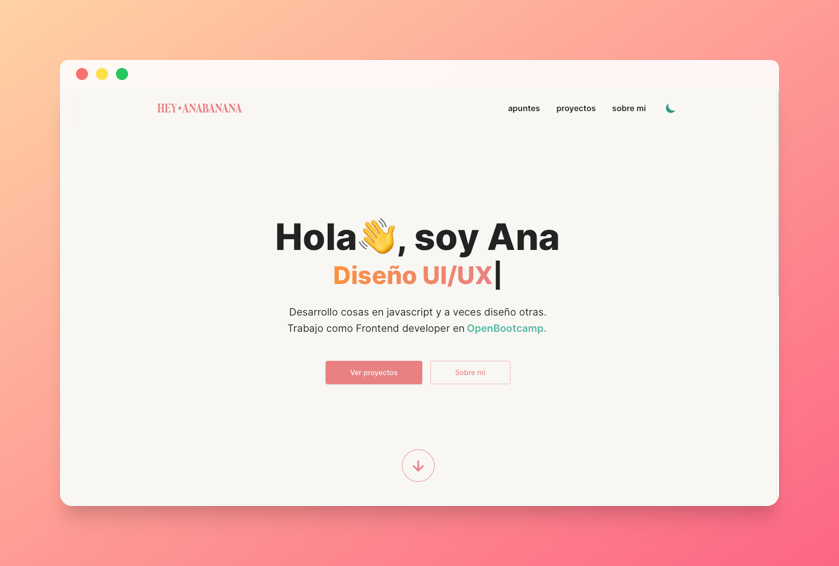 HEY+ANABANANA
apuntes proyectos sobre mi
Hola👋, soy Ana
Diseño UI/UX|
Desarrollo cosas en javascript y a veces diseño otras.
Trabajo como Frontend developer en OpenBootcamp.
Ver proyectos Sobre mi